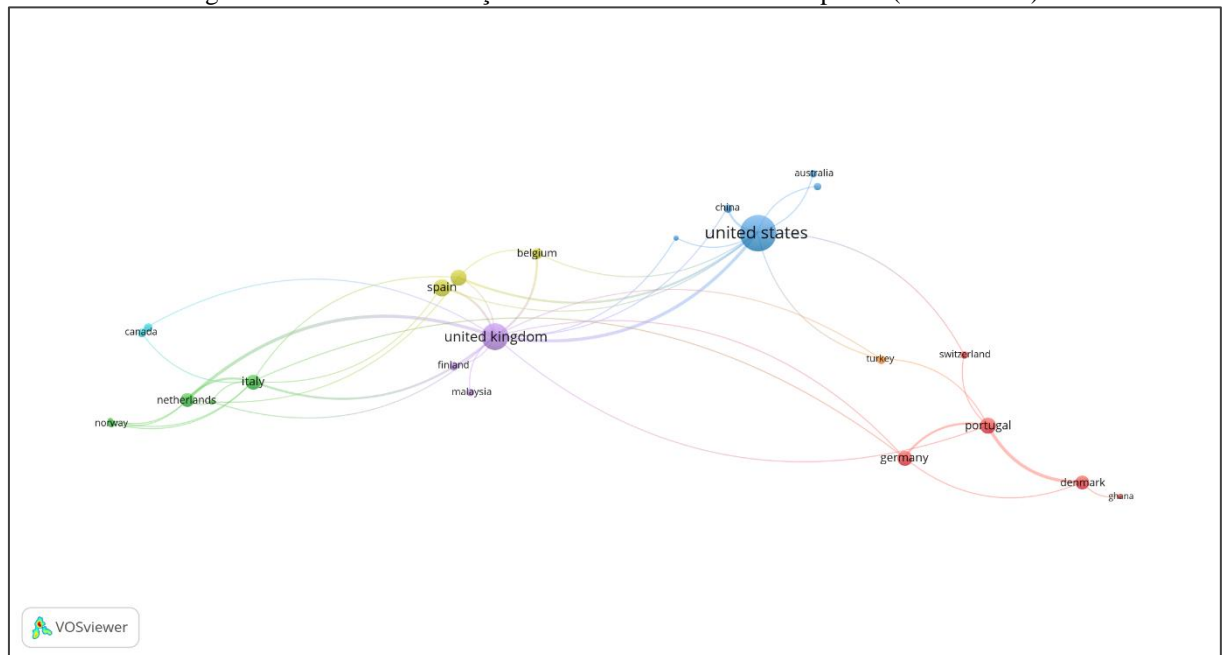 australia
china
united states
belgium
spain
united kingdom
canada
finland
turkey
switzerland
italy
malaysia
netherlands
norway
portugal
germany
denmark
ghana
VOSviewer